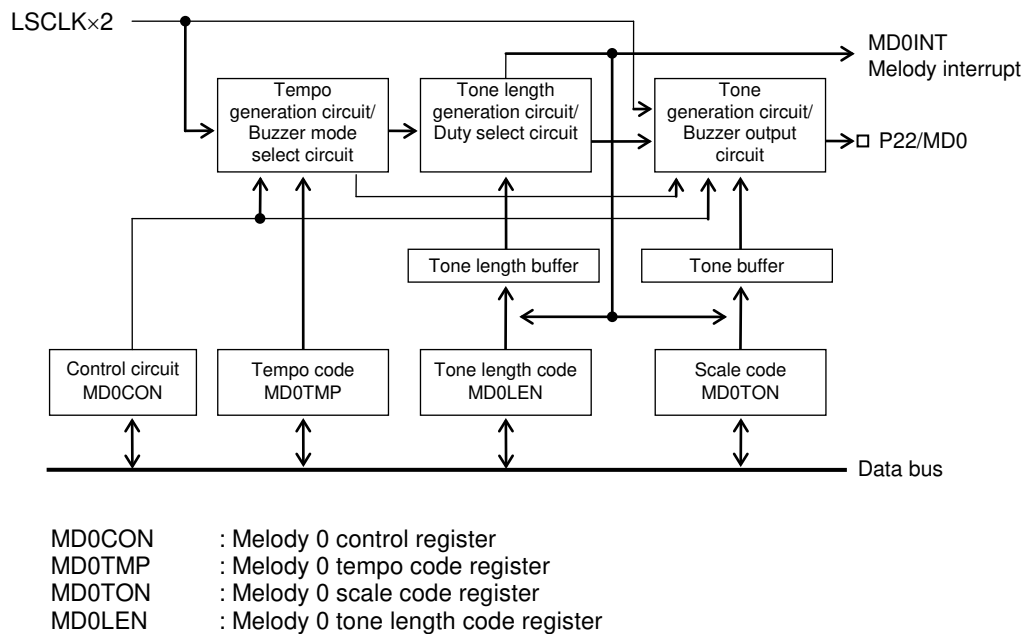 LSCLK×2
MD0INT
Melody interrupt
Tempo
generation circuit/
Buzzer mode
select circuit
Tone length
generation circuit/
Duty select circuit
Tone
generation circuit/
Buzzer output
circuit
P22/MD0
Tone length buffer
Tone buffer
Control circuit
MD0CON
Tempo code
MD0TMP
Tone length code
MD0LEN
Scale code
MD0TON
Data bus
MD0CON : Melody 0 control register
MD0TMP : Melody 0 tempo code register
MD0TON : Melody 0 scale code register
MD0LEN : Melody 0 tone length code register